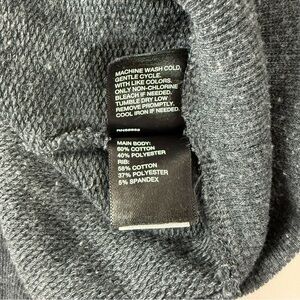 MACHINE WASH COLD,
GENTLE CYCLE,
WITH LIKE COLORS.
ONLY NON-CHLORINE
BLEACH IF NEEDED.
TUMBLE DRY LOW
REMOVE PROMPTLY.
COOL IRON IF NEEDED.
MAIN BODY:
60% COTTON
40% POLYESTER
RIB:
58% COTTON
37% POLYESTER
5% SPANDEX